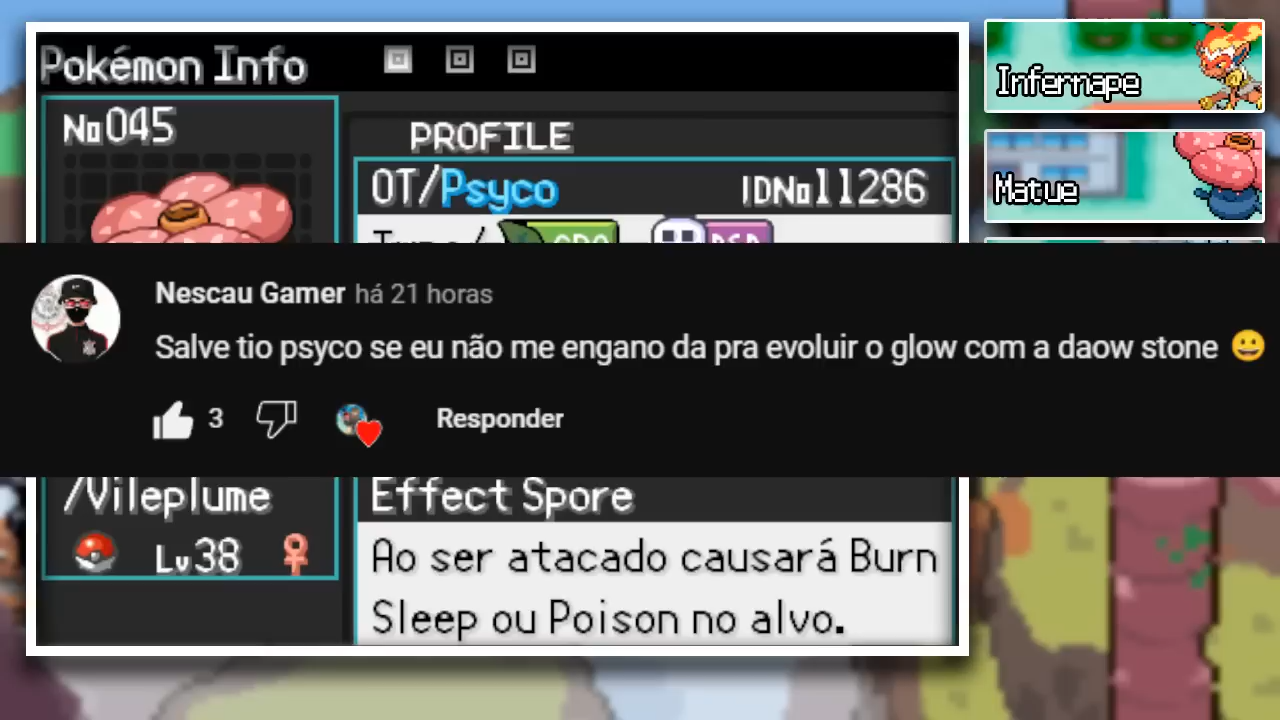 Pokémon Info
No045
PROFILE
OT/Psyco
IDNo11286
Infernape
Matue
Nescau Gamer há 21 horas
Salve tio psyco se eu não me engano da pra evoluir o glow com a daow stone 😀
3
Responder
/Vileplume
Lv38
Effect Spore
Ao ser atacado causará Burn
Sleep ou Poison no alvo.